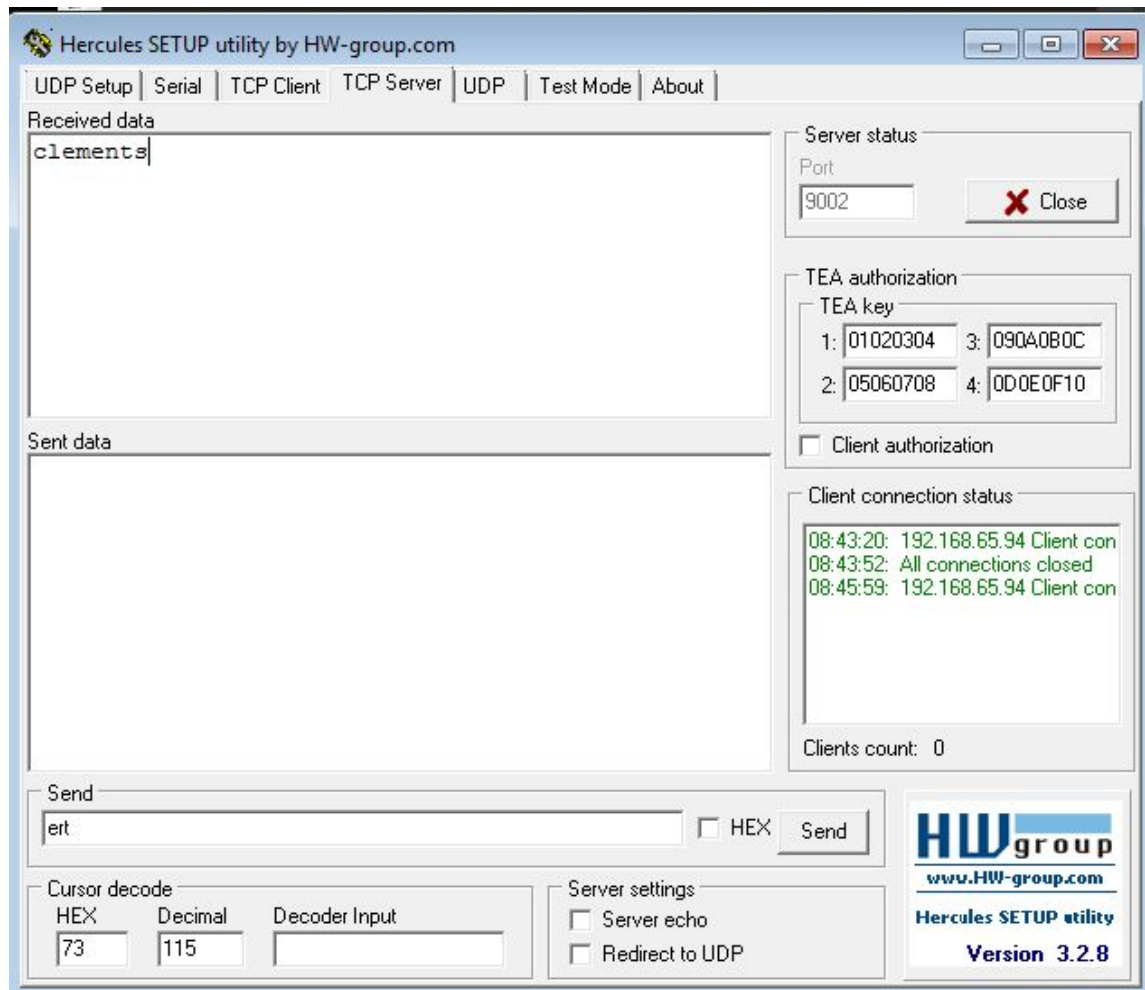 Hercules SETUP utility by HW-group.com
UDP Setup Serial TCP Client TCP Server UDP Test Mode About
Received data
clements
Server status
Port
9002
Close
TEA authorization
TEA key
1: 01020304 3: 090A0B0C
2: 05060708 4: 0D0E0F10
Client authorization
Sent data
Client connection status
08:43:20: 192.168.65.94 Client con
08:43:52: All connections closed
08:45:59: 192.168.65.94 Client con
Clients count: 0
Send
ert HEX Send
Cursor decode
HEX Decimal Decoder Input
73 115
Server settings
Server echo
Redirect to UDP
HW group
www.HW-group.com
Hercules SETUP utility
Version 3.2.8